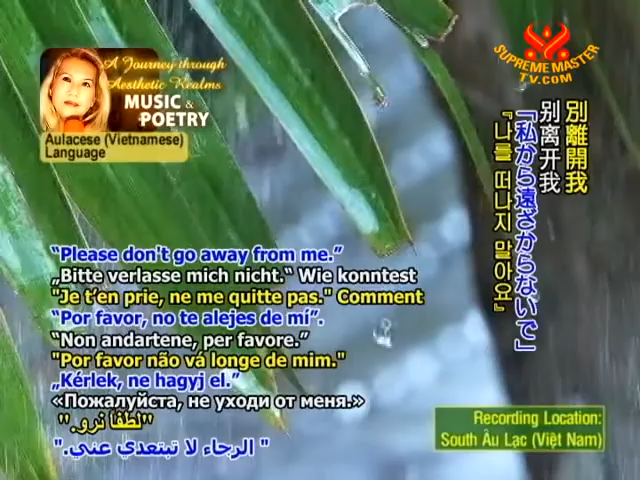 A Journey through
Aesthetic Realms
MUSIC &
POETRY
Aulacese (Vietnamese)
Language
SUPREME MASTER
TV.COM
別離開我
别离开我
「私から遠ざからないで」
『나를 떠나지 말아요』
“Please don't go away from me.”
„Bitte verlasse mich nicht.“ Wie konntest
"Je t’en prie, ne me quitte pas." Comment
“Por favor, no te alejes de mí”.
“Non andartene, per favore.”
"Por favor não vá longe de mim."
„Kérlek, ne hagyj el.”
«Пожалуйста, не уходи от меня.»
"لطفا نرو."
"الرجاء لا تبتعدي عني."
Recording Location:
South Âu Lạc (Việt Nam)